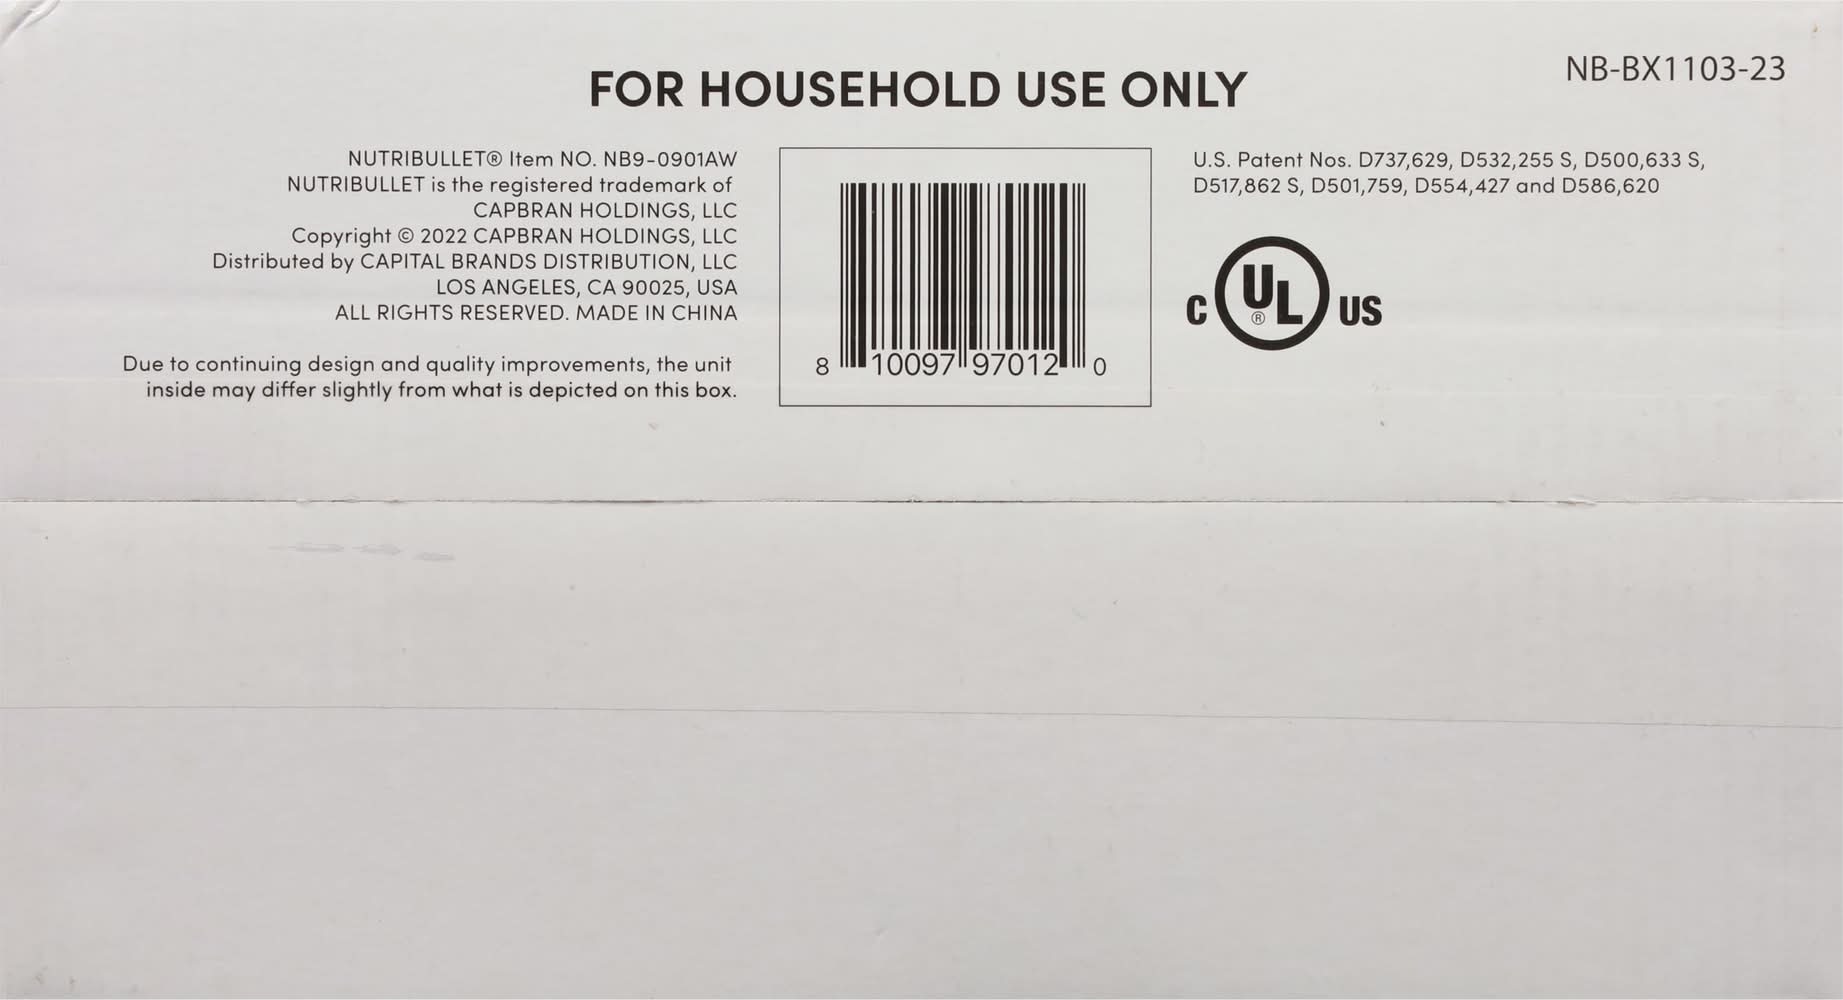 FOR HOUSEHOLD USE ONLY
NB-BX1103-23
NUTRIBULLET® Item NO. NB9-0901AW
NUTRIBULLET is the registered trademark of
CAPBRAN HOLDINGS, LLC
Copyright © 2022 CAPBRAN HOLDINGS, LLC
Distributed by CAPITAL BRANDS DISTRIBUTION, LLC
LOS ANGELES, CA 90025, USA
ALL RIGHTS RESERVED. MADE IN CHINA
Due to continuing design and quality improvements, the unit
inside may differ slightly from what is depicted on this box.
8 10097 97012 0
U.S. Patent Nos. D737,629, D532,255 S, D500,633 S,
D517,862 S, D501,759, D554,427 and D586,620
C UL® US